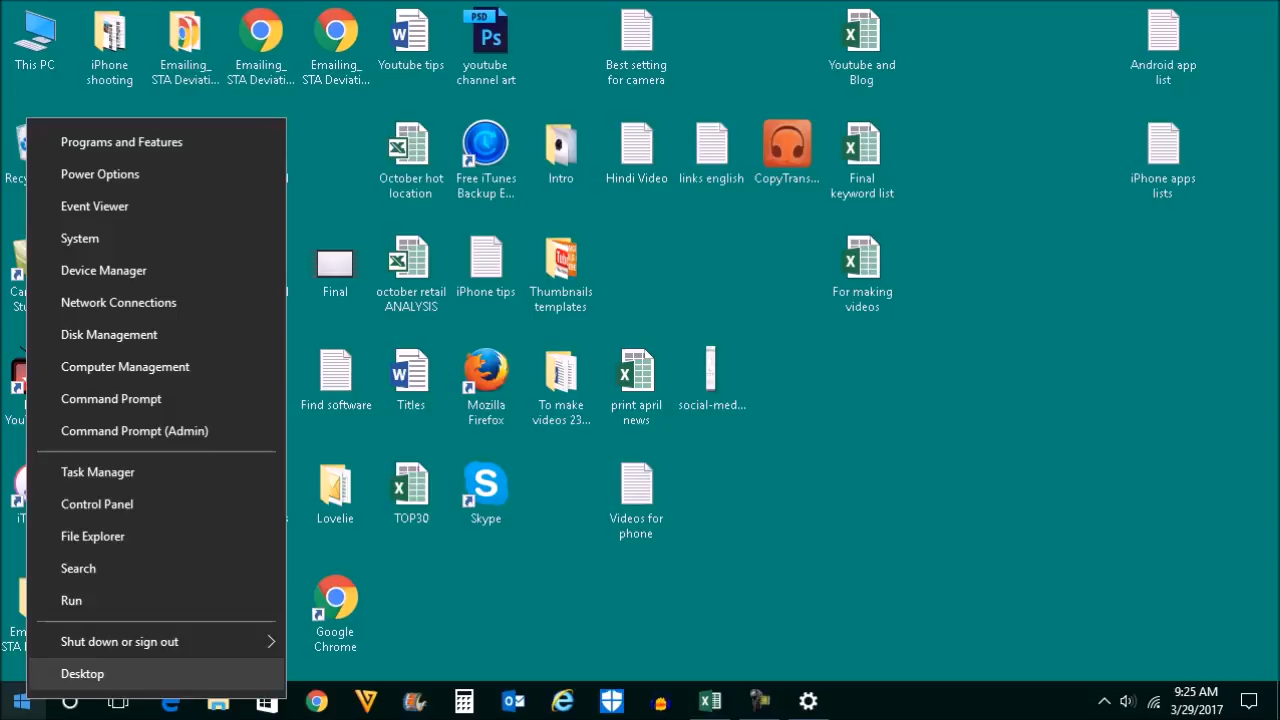 This PC
iPhone
shooting
Emailing_
STA Deviati...
Emailing_
STA Deviati...
Emailing_
STA Deviati...
Youtube tips
PSD
Ps
youtube
channel art
Best setting
for camera
Youtube and
Blog
Android app
list
Programs and Features
Power Options
Event Viewer
System
Device Manager
Network Connections
Disk Management
Computer Management
Command Prompt
Command Prompt (Admin)
Task Manager
Control Panel
File Explorer
Search
Run
Shut down or sign out
Desktop
October hot
location
Free iTunes
Backup E...
Intro
Hindi Video
links english
CopyTrans...
Final
keyword list
iPhone apps
lists
Final
october retail
ANALYSIS
iPhone tips
Thumbnails
templates
For making
videos
Find software
Titles
Mozilla
Firefox
To make
videos 23...
print april
news
social-med...
Lovelie
TOP30
Skype
Videos for
phone
Google
Chrome
9:25 AM
3/29/2017